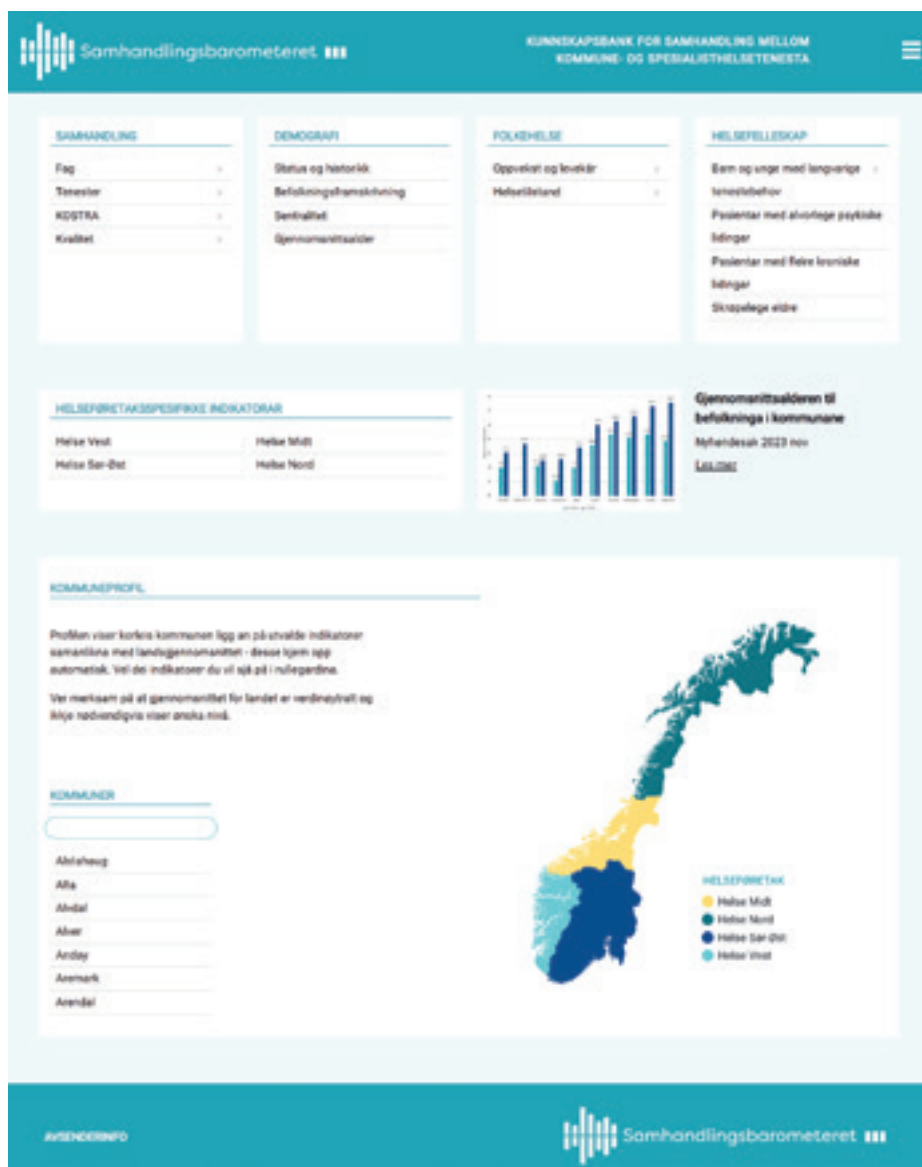 Samhandlingsbarometeret
KUNNSKAPSBANK FOR SAMHANDLING MELLOM
KOMMUNE- OG SPESIALISTHELSETENESTA
SAMHANDLING
Fag
Tenester
KOSTRA
Kvalitet
DEMOGRAFI
Status og historikk
Befolkningsframskrivning
Sentralitet
Gjennomsnittsalder
FOLKEHELSE
Oppvekst og levekår
Helsetilstand
HELSEFELLESKAP
Barn og unge med langvarige
tenestebehov
Pasientar med alvorlege psykiske
lidingar
Pasientar med fleire kroniske
lidingar
Skrøpelege eldre
HELSEFØRETAKSSPESIFIKKE INDIKATORAR
Helse Vest
Helse Midt
Helse Sør-Øst
Helse Nord
Gjennomsnittsalderen til
befolkninga i kommunane
Nyhendesak 2023 nov
Les mer
KOMMUNEPROFIL
Profilen viser korleis kommunen ligg an på utvalde indikatorer
samanlikna med landsgjennomsnittet - desse kjem opp
automatisk. Vel dei indikatorer du vil sjå på i rullegardina.
Ver merksam på at gjennomsnittet for landet er verdinøytralt og
ikkje nødvendigvis viser ønska nivå.
KOMMUNER
Alstahaug
Alta
Alvdal
Alver
Andøy
Aremark
Arendal
HELSEFØRETAK
Helse Midt
Helse Nord
Helse Sør-Øst
Helse Vest
AVSENDERINFO
Samhandlingsbarometeret